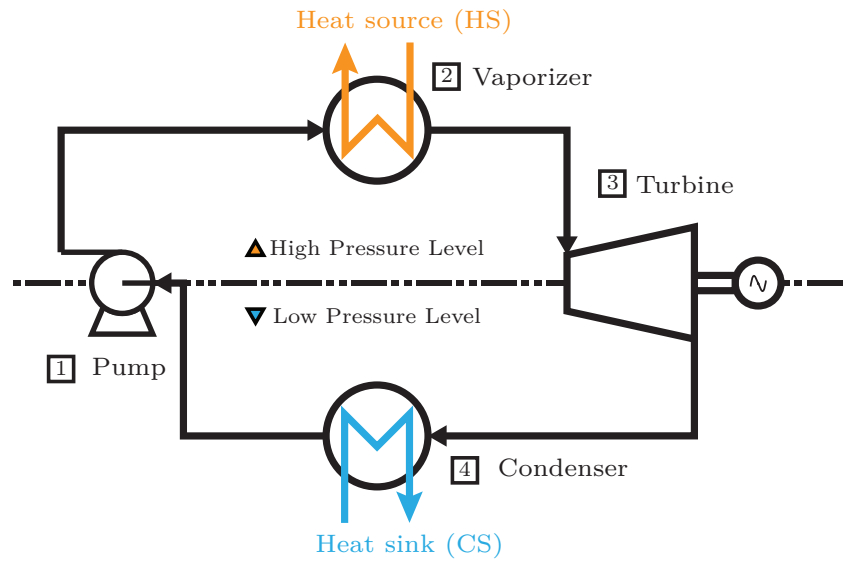 Heat source (HS)
2 Vaporizer
3 Turbine
High Pressure Level
Low Pressure Level
1 Pump
4 Condenser
Heat sink (CS)